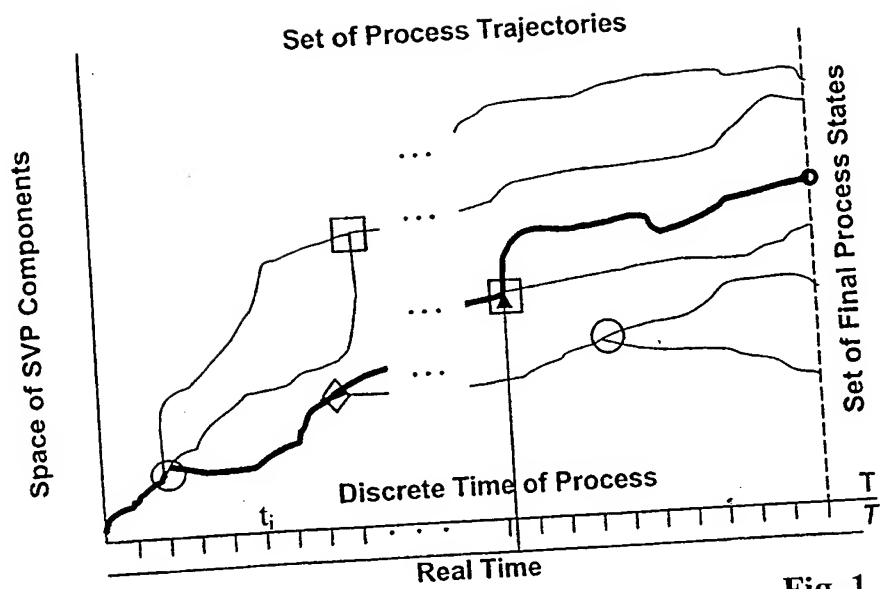 Set of Process Trajectories
Space of SVP Components
Set of Final Process States
...
...
...
...
Discrete Time of Process
T
t_i
. . . .
T
Real Time
Fig. 1